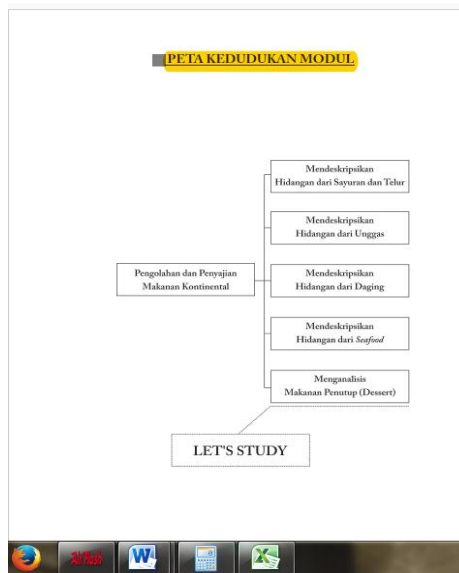 PETA KEDUDUKAN MODUL
Mendeskripsikan
Hidangan dari Sayuran dan Telur
Mendeskripsikan
Hidangan dari Unggas
Pengolahan dan Penyajian
Makanan Kontinental
Mendeskripsikan
Hidangan dari Daging
Mendeskripsikan
Hidangan dari Seafood
Menganalisis
Makanan Penutup (Dessert)
LET'S STUDY